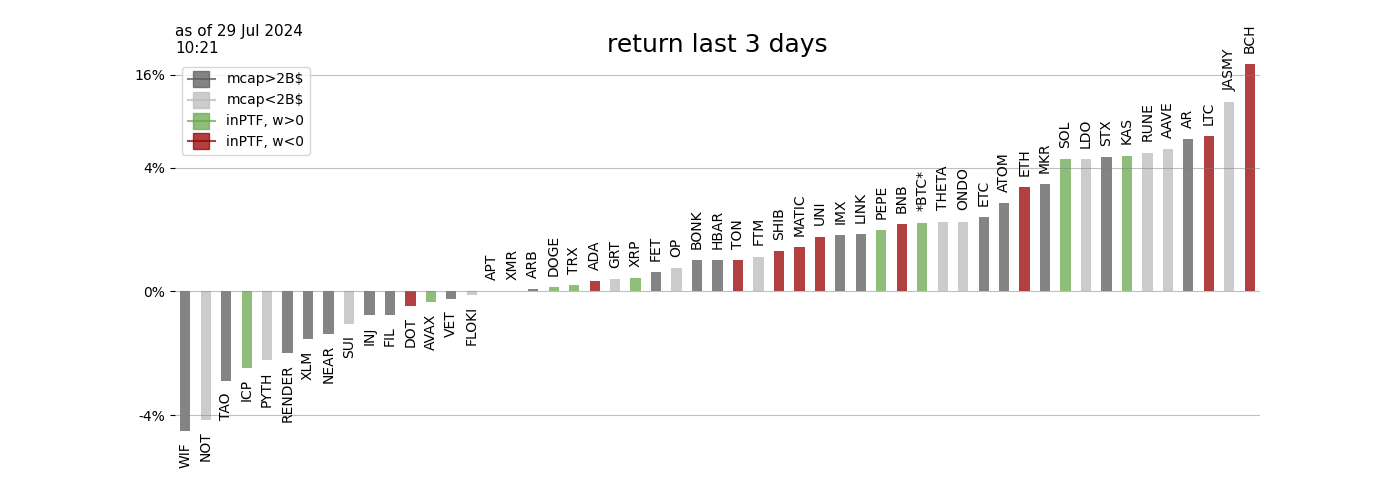 as of 29 Jul 2024
10:21
return last 3 days
mcap>2B$
mcap<2B$
inPTF, w>0
inPTF, w<0
16%
4%
0%
-4%
WIF
NOT
TAO
ICP
PYTH
RENDER
XLM
NEAR
SUI
INJ
FIL
DOT
AVAX
VET
FLOKI
APT
XMR
ARB
DOGE
TRX
ADA
GRT
XRP
FET
OP
BONK
HBAR
TON
FTM
SHIB
MATIC
UNI
IMX
LINK
PEPE
BNB
*BTC*
THETA
ONDO
ETC
ATOM
ETH
MKR
SOL
LDO
STX
KAS
RUNE
AAVE
AR
LTC
JASMY
BCH